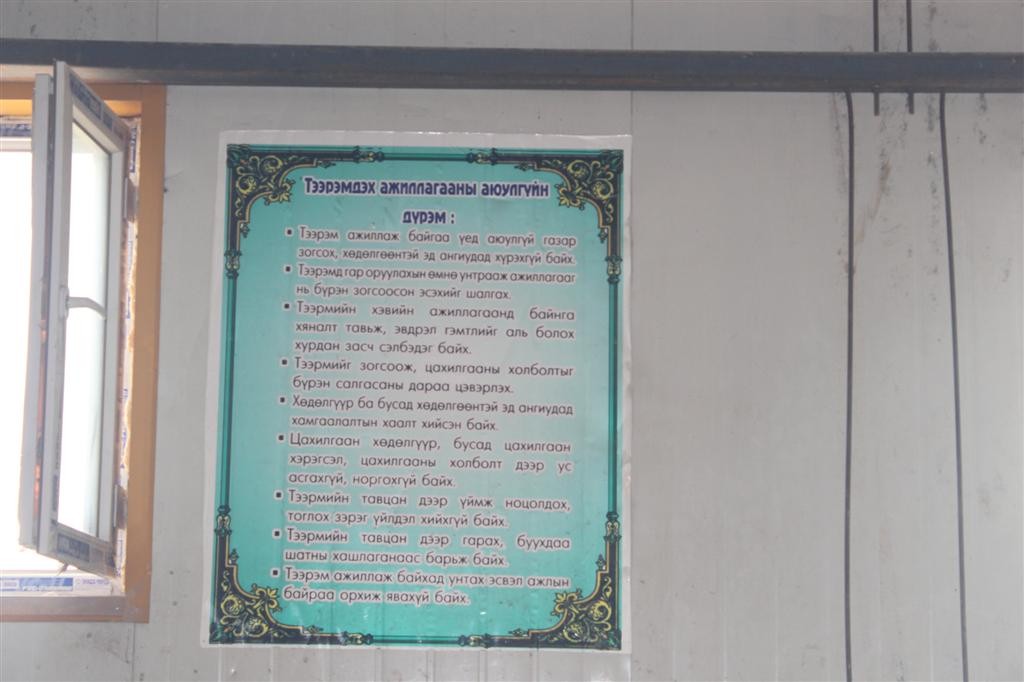 Тээрэмдэх ажиллагааны аюулгүйн
дүрэм :
▪ Тээрэм ажиллаж байгаа үед аюулгүй газар
зогсох, хөдөлгөөнтэй эд ангиудад хүрэхгүй байх.
▪ Тээрэмд гар оруулахын өмнө унтрааж ажиллагааг
нь бүрэн зогсоосон эсэхийг шалгах.
▪ Тээрмийн хэвийн ажиллагаанд байнга
хяналт тавьж, эвдрэл гэмтлийг аль болох
хурдан засч сэлбэдэг байх.
▪ Тээрмийг зогсоож, цахилгааны холболтыг
бүрэн салгасаны дараа цэвэрлэх.
▪ Хөдөлгүүр ба бусад хөдөлгөөнтэй эд ангиудад
хамгаалалтын хаалт хийсэн байх.
▪ Цахилгаан хөдөлгүүр, бусад цахилгаан
хэрэгсэл, цахилгааны холболт дээр ус
асгахгүй, норгохгүй байх.
▪ Тээрмийн тавцан дээр үймж ноцолдох,
тоглох зэрэг үйлдэл хийхгүй байх.
▪ Тээрмийн тавцан дээр гарах, буухдаа
шатны хашлаганаас барьж байх.
▪ Тээрэм ажиллаж байхад унтах эсвэл ажлын
байраа орхиж явахүй байх.